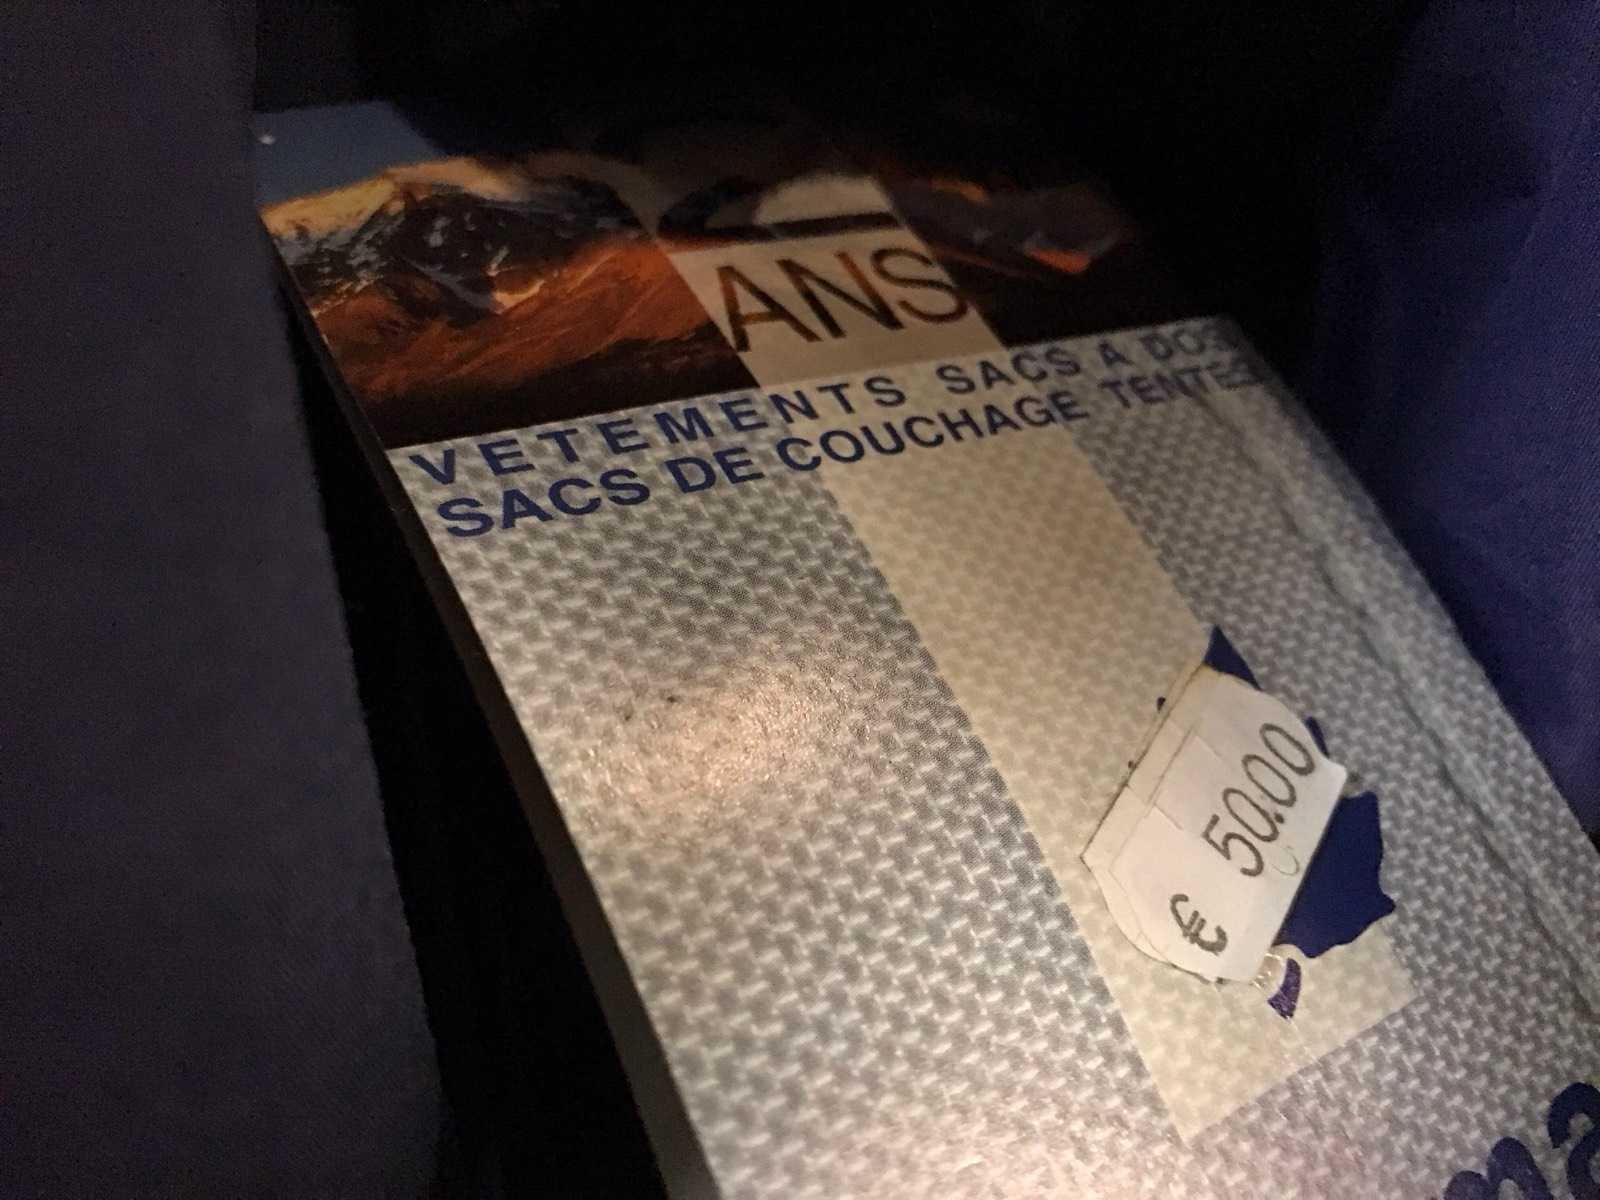 ANS
VETEMENTS SACS A DOS
SACS DE COUCHAGE TENTES
€ 50.00